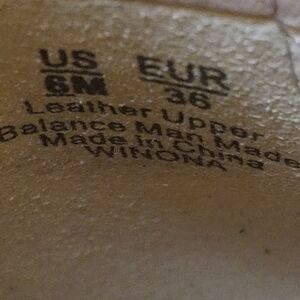 US EUR
6M 36
Leather Upper
Balance Man Made
Made in China
WINONA